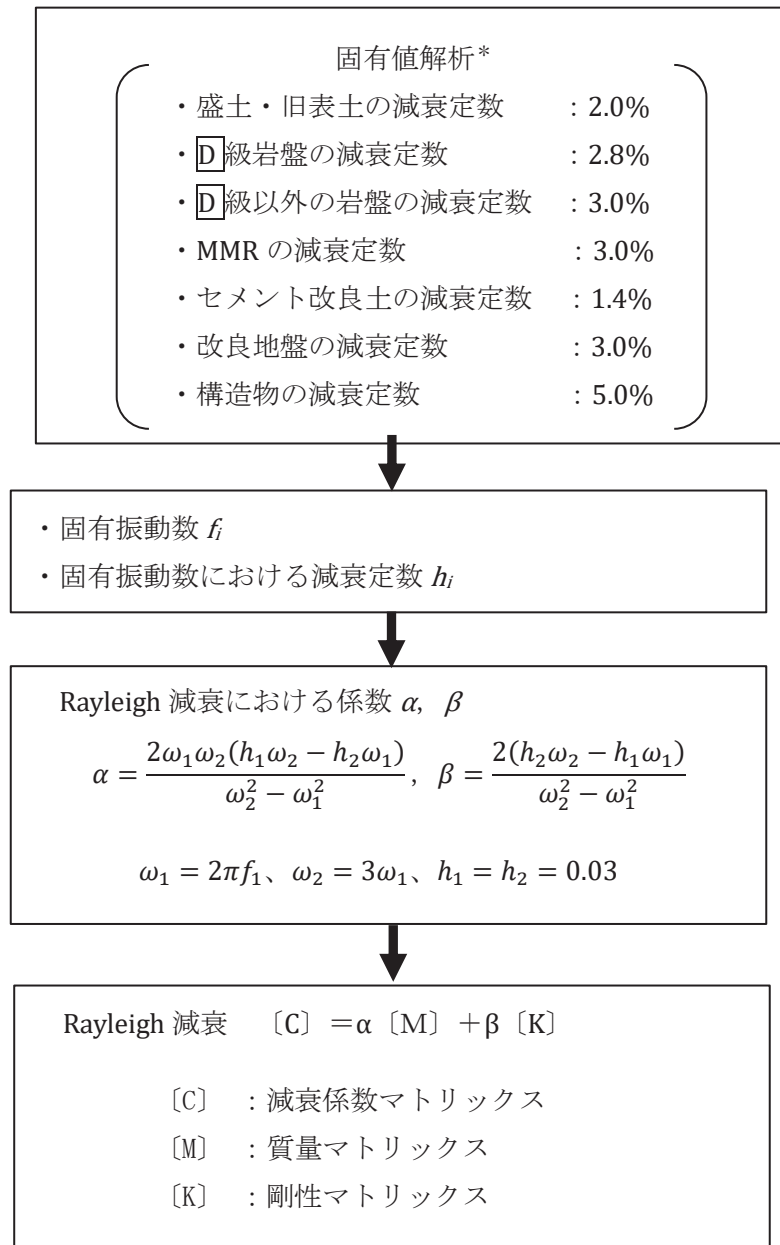 固有値解析*
・盛土・旧表土の減衰定数 : 2.0%
・D級岩盤の減衰定数 : 2.8%
・D級以外の岩盤の減衰定数 : 3.0%
・MMR の減衰定数 : 3.0%
・セメント改良土の減衰定数 : 1.4%
・改良地盤の減衰定数 : 3.0%
・構造物の減衰定数 : 5.0%
・固有振動数 fᵢ
・固有振動数における減衰定数 hᵢ
Rayleigh 減衰における係数 α, β
α = 2ω₁ω₂(h₁ω₂ − h₂ω₁) / (ω₂² − ω₁²), β = 2(h₂ω₂ − h₁ω₁) / (ω₂² − ω₁²)
ω₁ = 2πf₁、ω₂ = 3ω₁、h₁ = h₂ = 0.03
Rayleigh 減衰 〔C〕=α〔M〕+β〔K〕
〔C〕 : 減衰係数マトリックス
〔M〕 : 質量マトリックス
〔K〕 : 剛性マトリックス